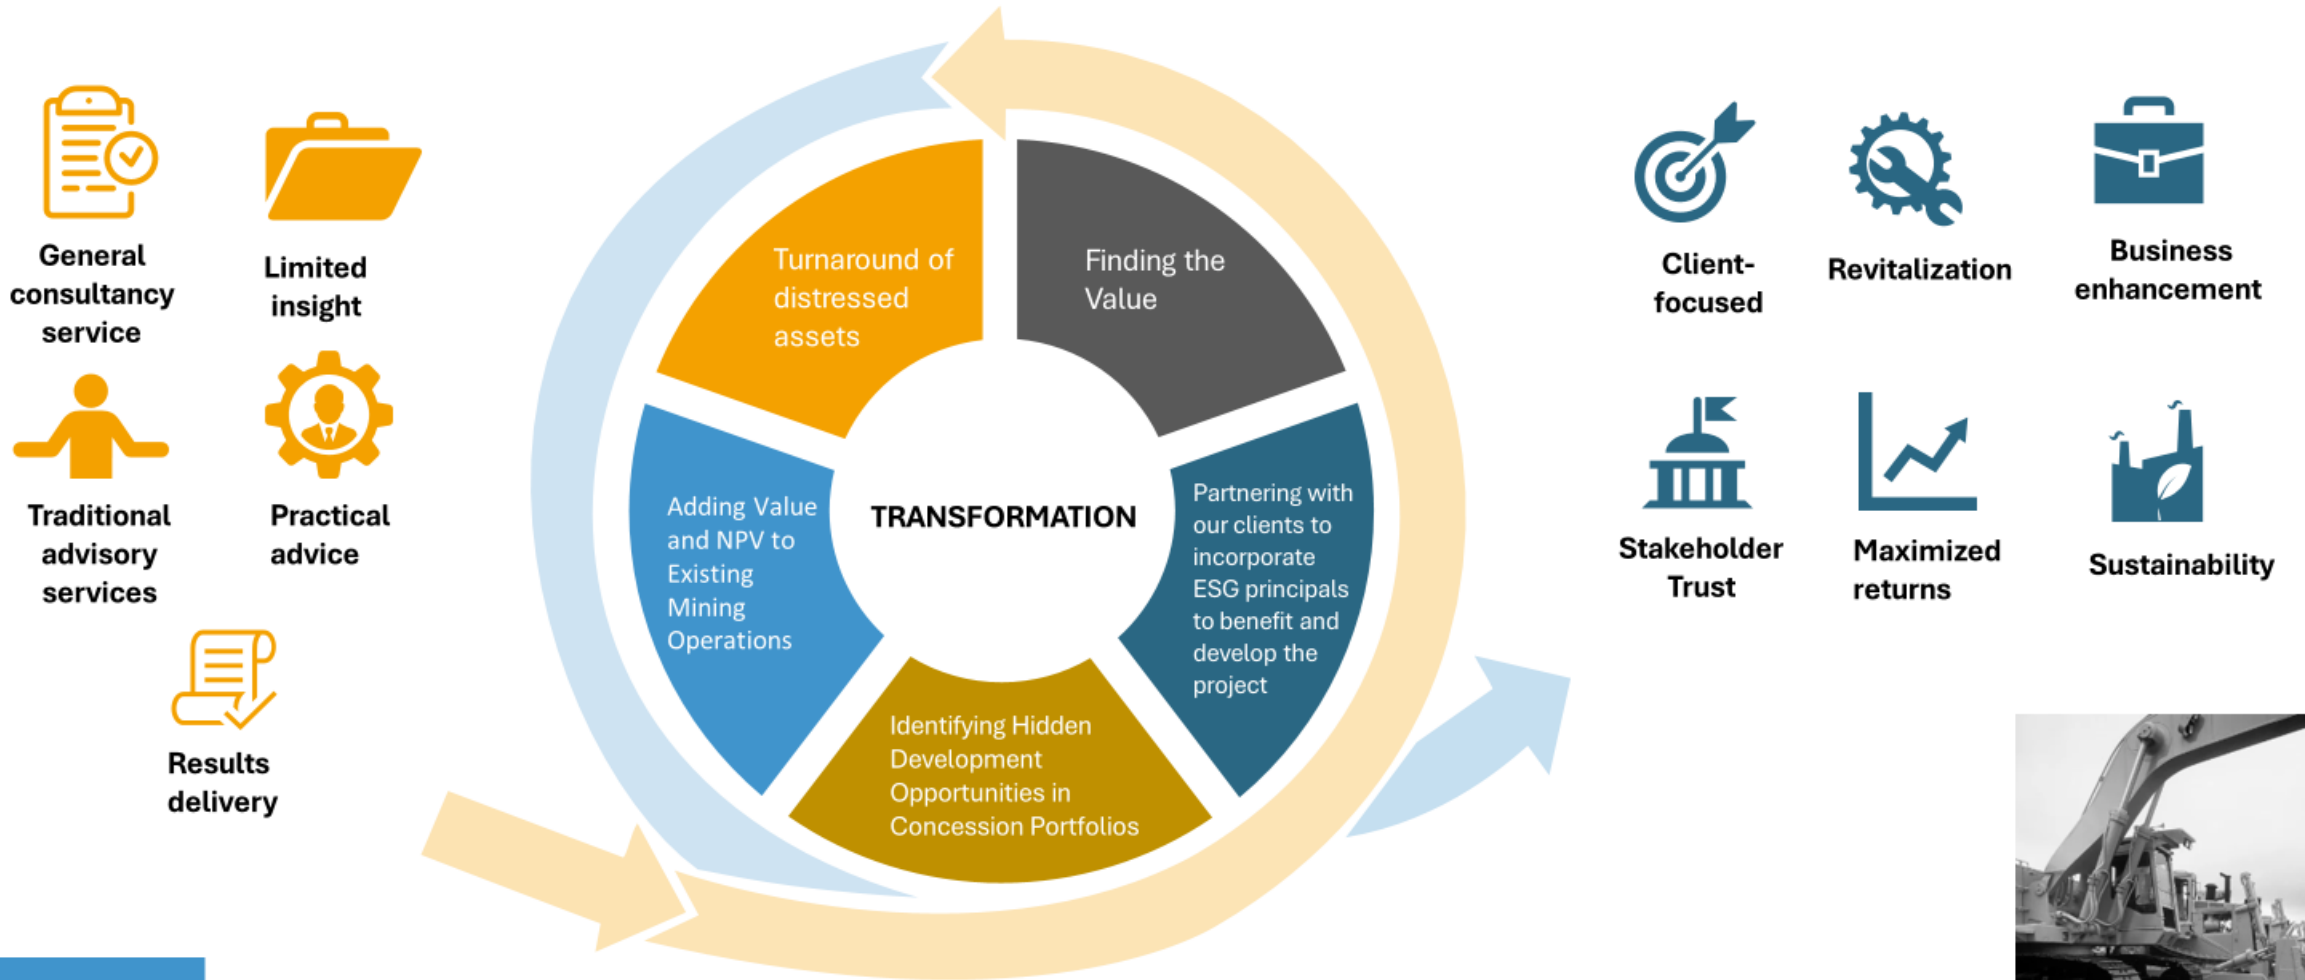 General
consultancy
service
Limited
insight
Traditional
advisory
services
Practical
advice
Results
delivery
Turnaround of
distressed
assets
Finding the
Value
Adding Value
and NPV to
Existing
Mining
Operations
TRANSFORMATION
Partnering with
our clients to
incorporate
ESG principals
to benefit and
develop the
project
Identifying Hidden
Development
Opportunities in
Concession Portfolios
Client-
focused
Revitalization
Business
enhancement
Stakeholder
Trust
Maximized
returns
Sustainability